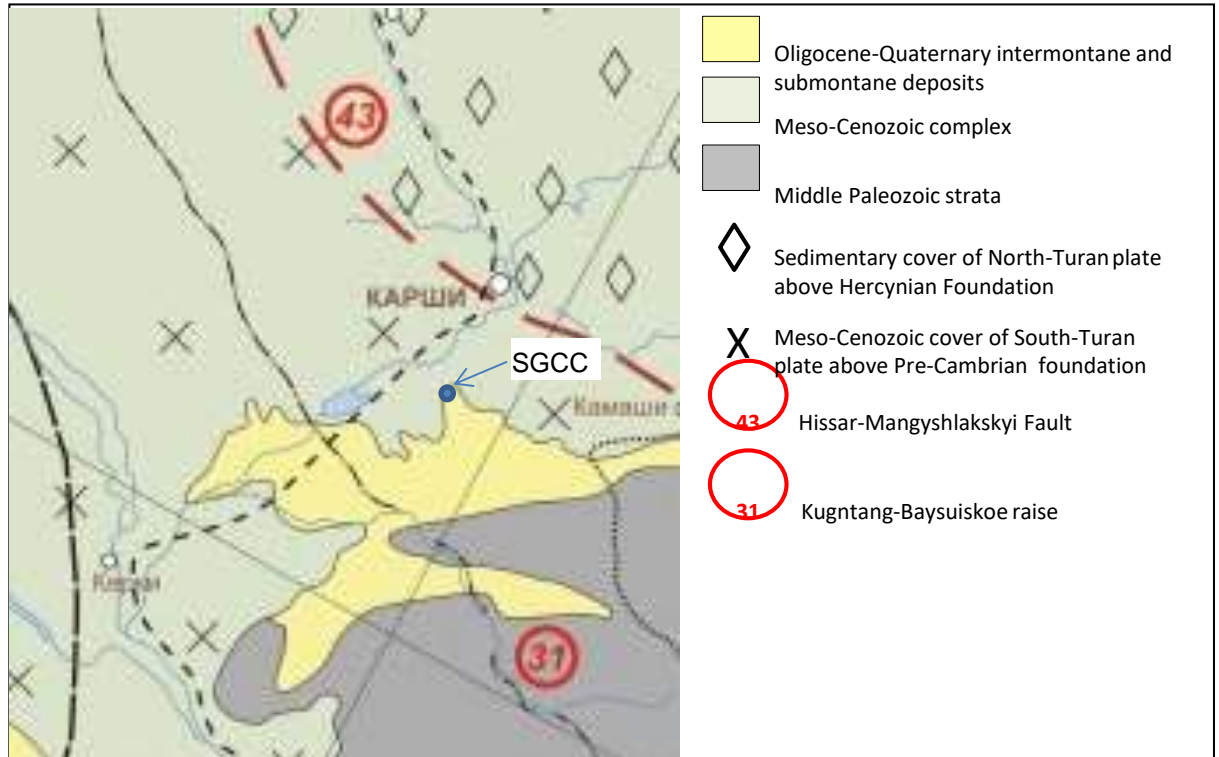 43
КАРШИ
SGCC
Камаши
31
Oligocene-Quaternary intermontane and
submontane deposits
Meso-Cenozoic complex
Middle Paleozoic strata
Sedimentary cover of North-Turan plate
above Hercynian Foundation
X Meso-Cenozoic cover of South-Turan
plate above Pre-Cambrian foundation
43 Hissar-Mangyshlakskyi Fault
31 Kugntang-Baysuiskoe raise